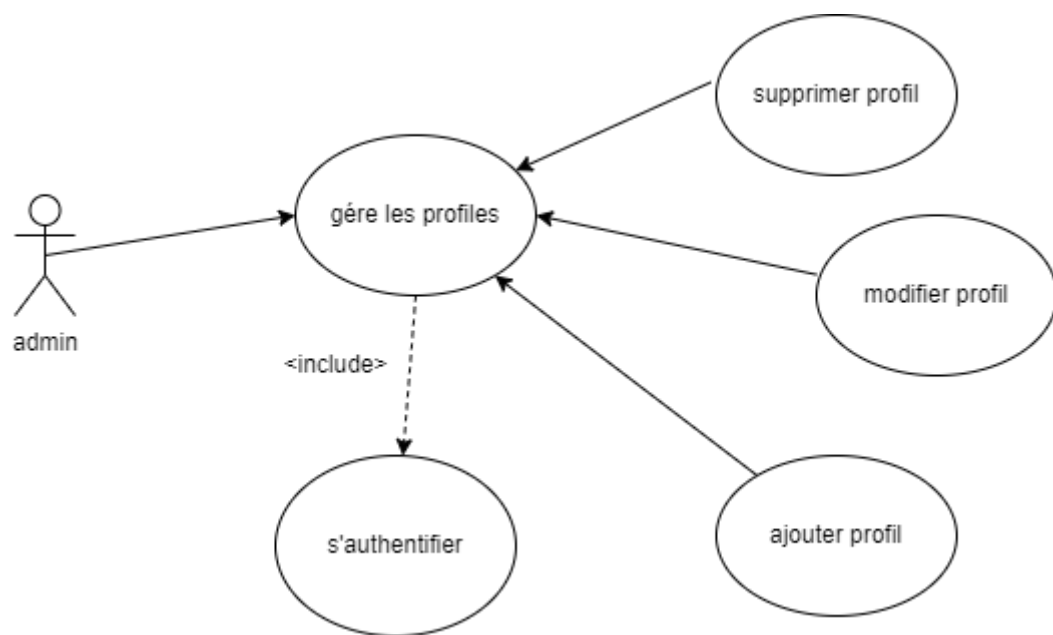 supprimer profil
gére les profiles
modifier profil
admin
<include>
s'authentifier
ajouter profil